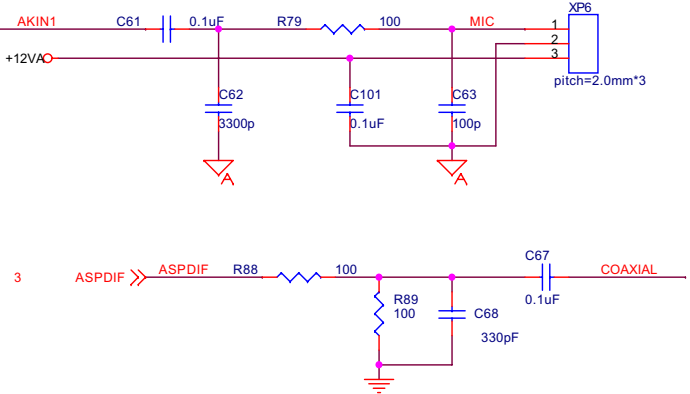 XP6
AKIN1 C61 0.1uF R79 100 MIC 1
2
+12VA 3
pitch=2.0mm*3
C62 C101 C63
3300p 0.1uF 100p
A A
C67
3 ASPDIF ASPDIF R88 100 COAXIAL
0.1uF
R89
100 C68
330pF